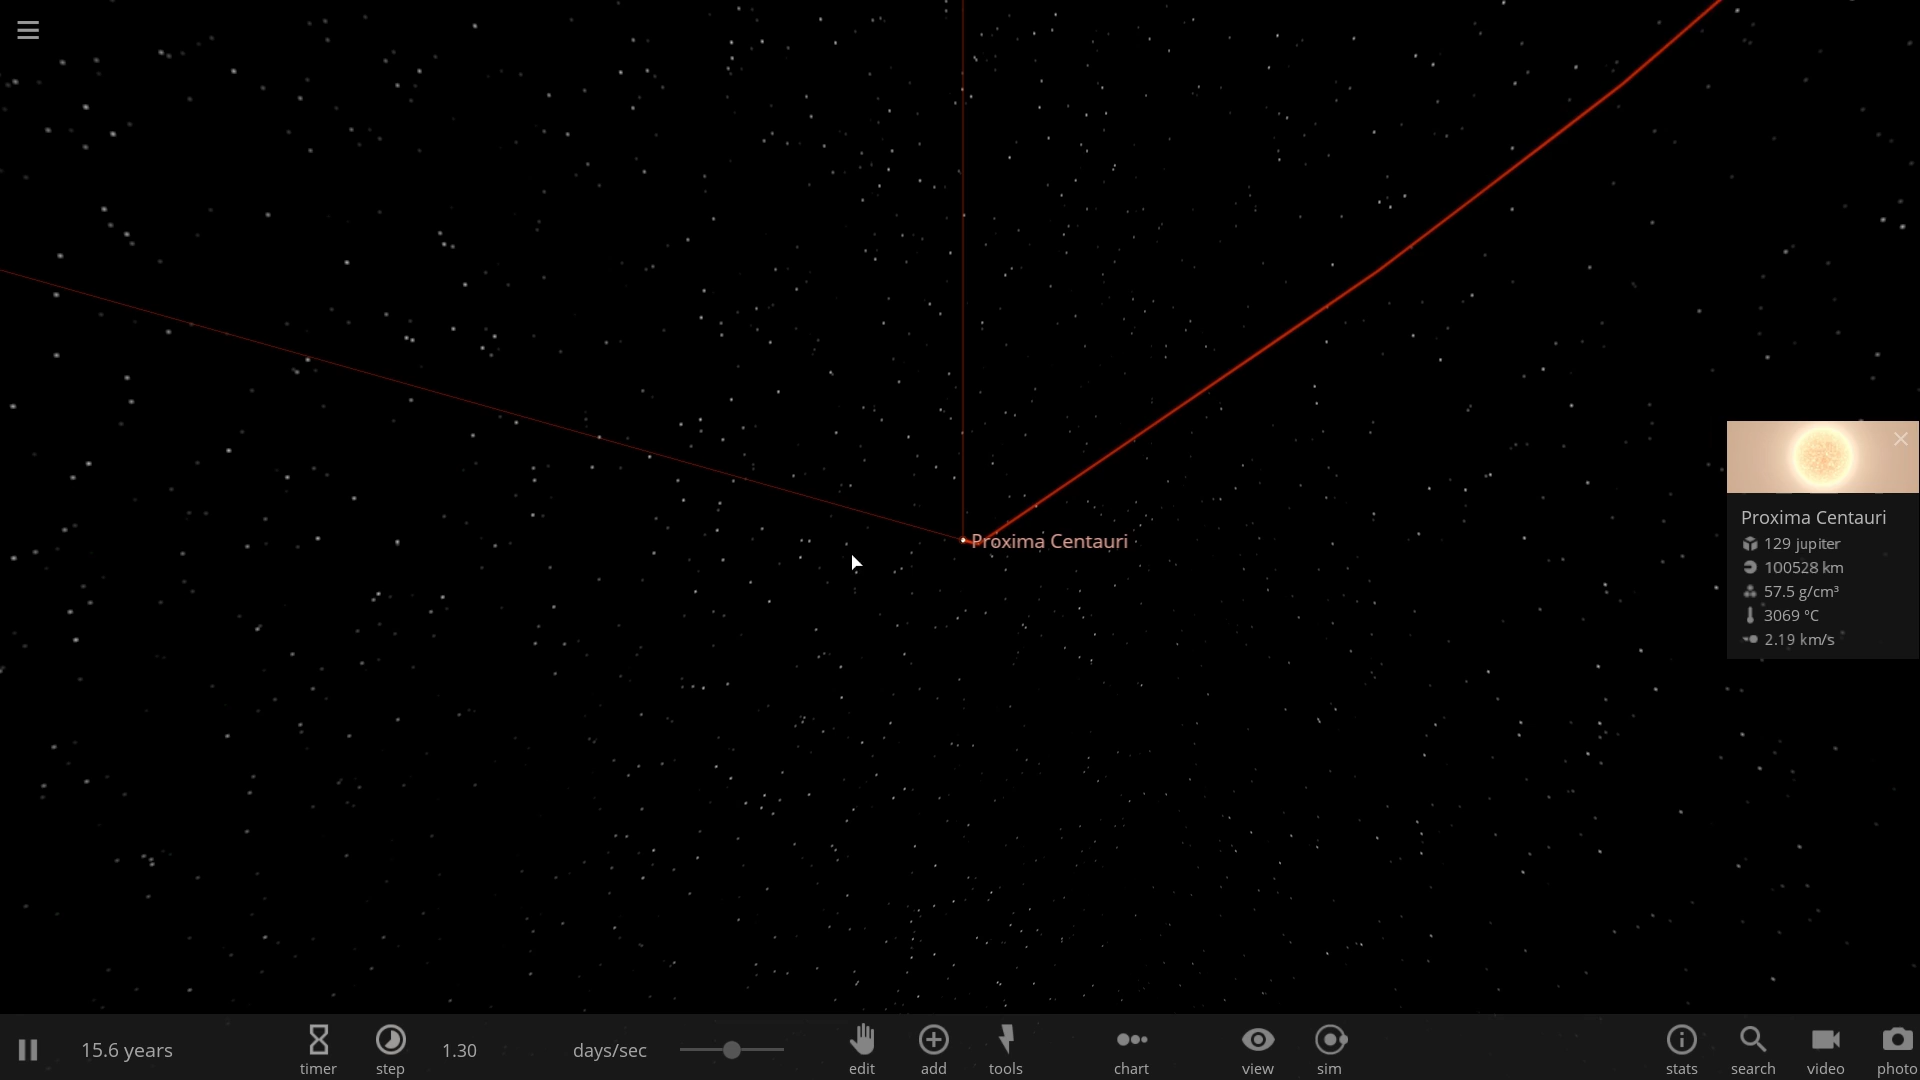 Proxima Centauri
Proxima Centauri
129 jupiter
100528 km
57.5 g/cm³
3069 °C
2.19 km/s
15.6 years
timer
step
1.30
days/sec
edit
add
tools
chart
view
sim
stats
search
video
photo